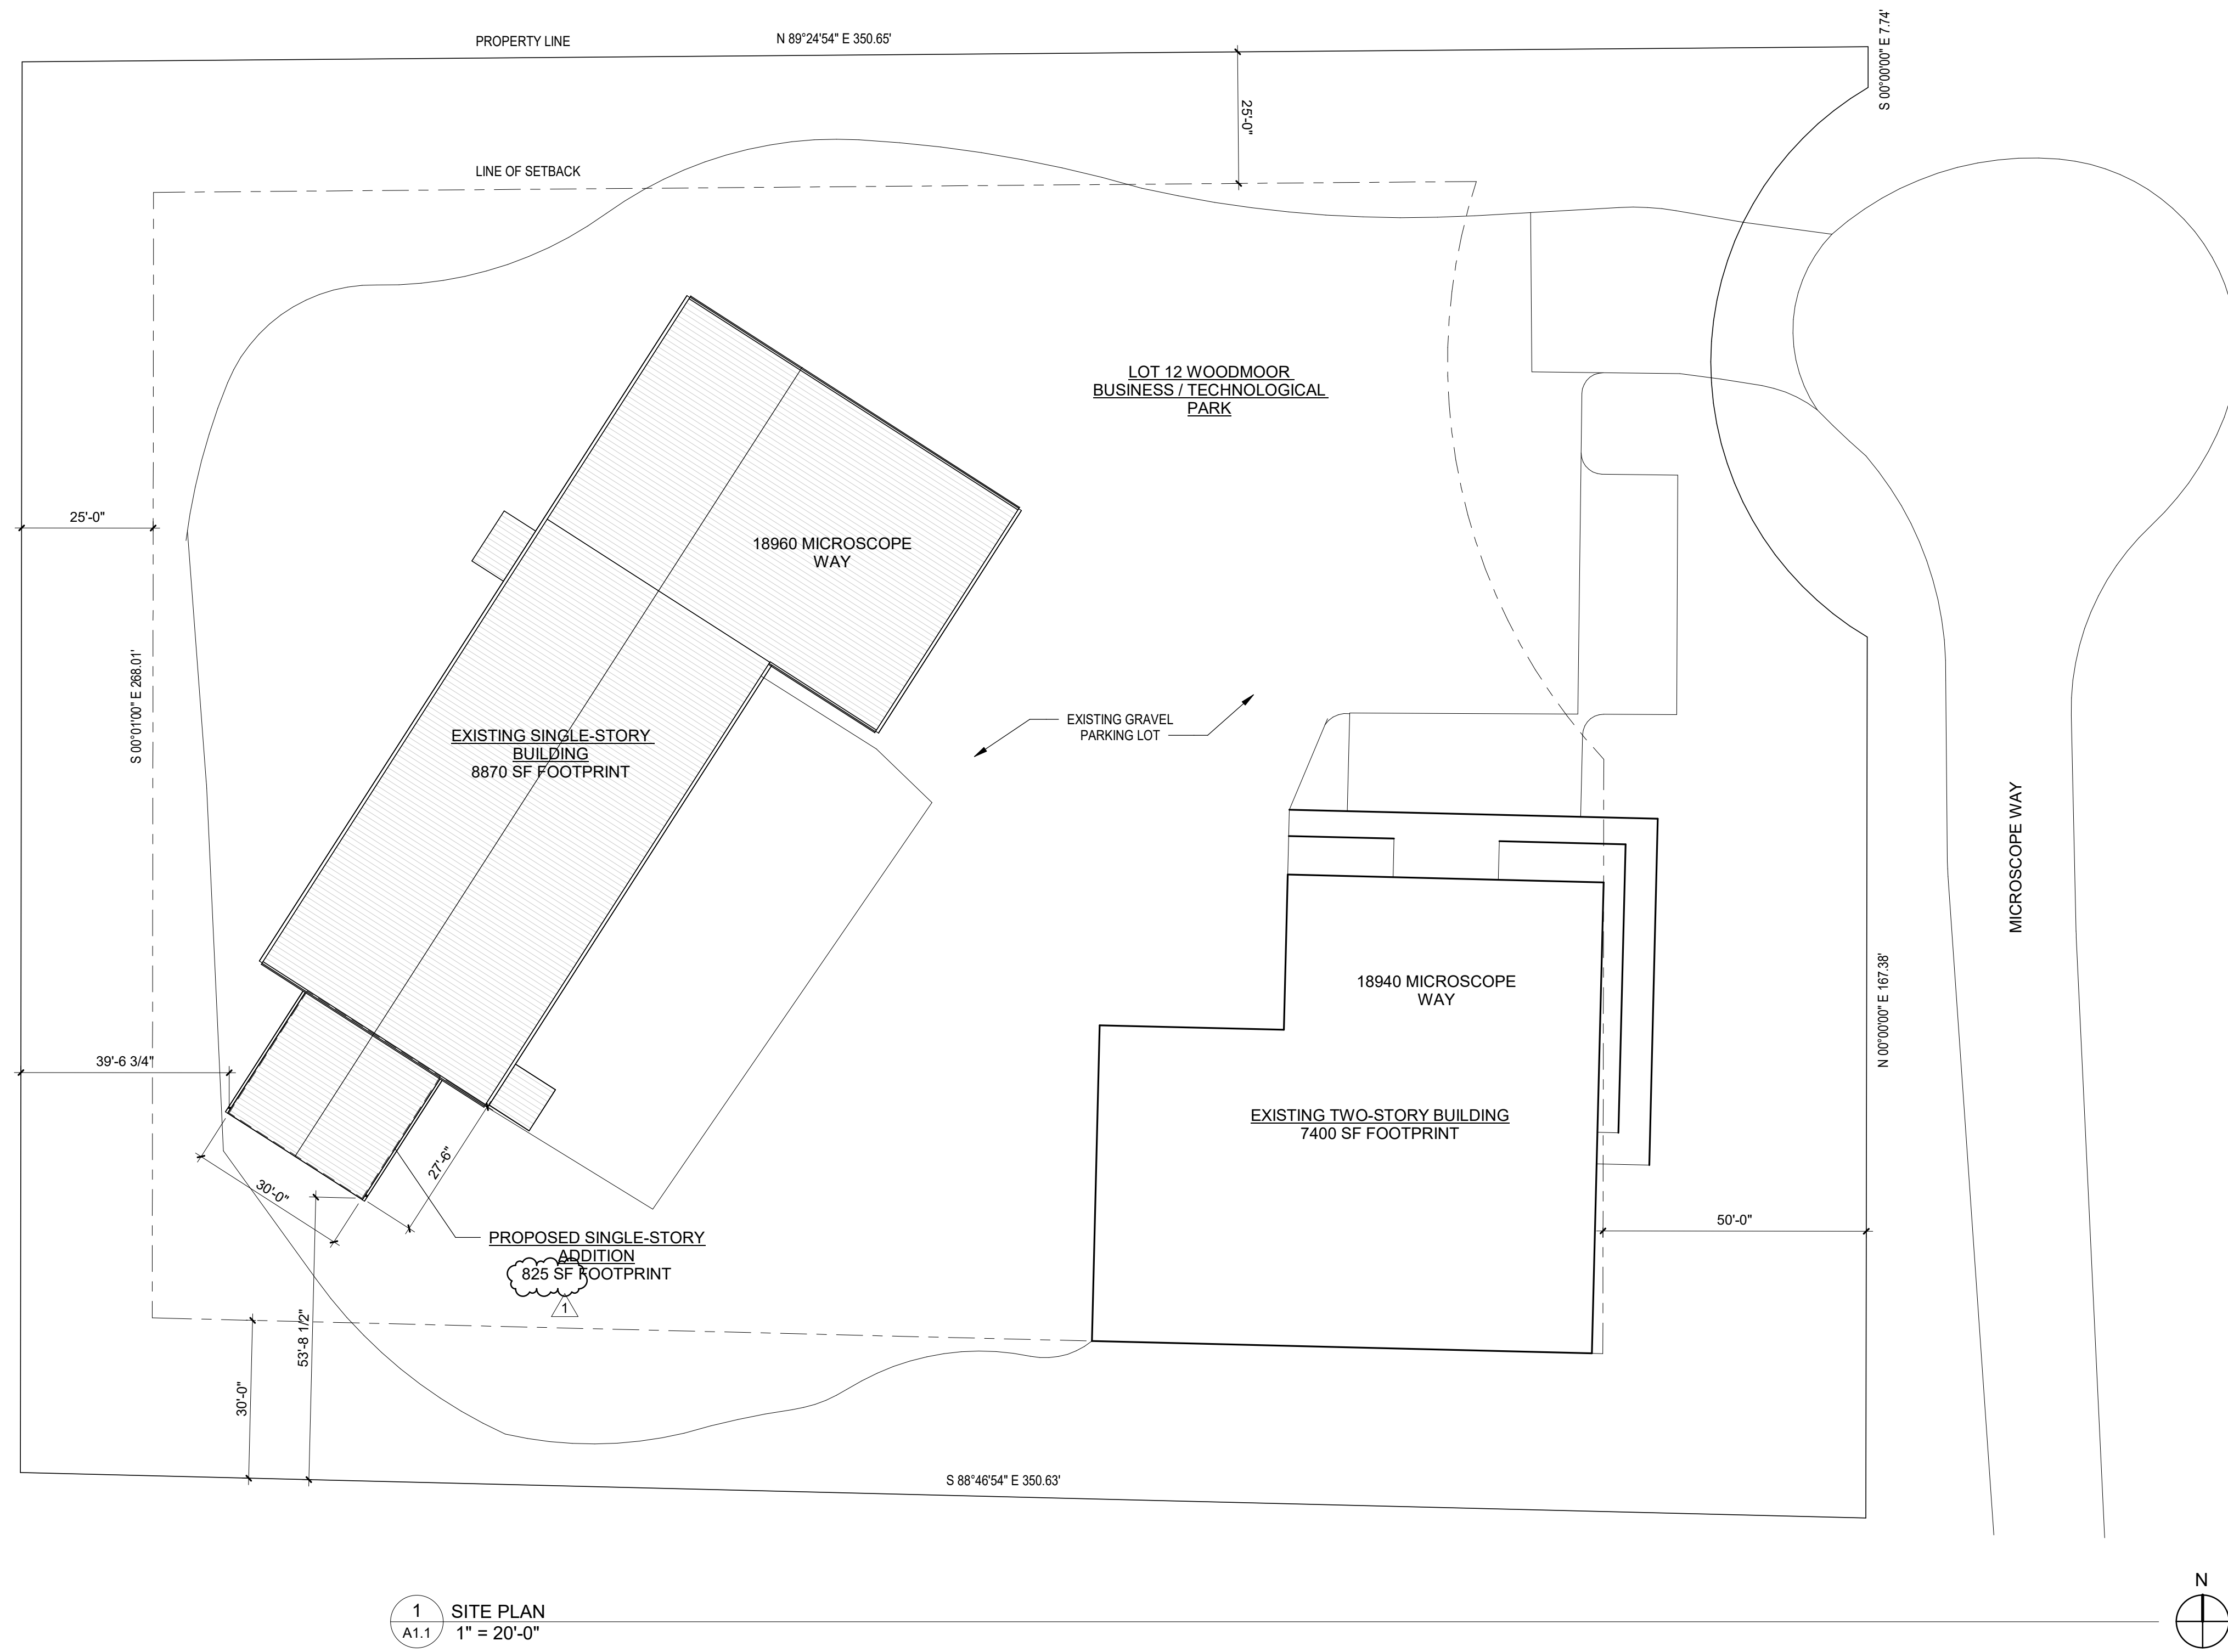 PROPERTY LINE
N 89°24'54" E 350.65'
S 00°00'00" E 7.74'
25'-0"
LINE OF SETBACK
LOT 12 WOODMOOR
BUSINESS / TECHNOLOGICAL
PARK
25'-0"
18960 MICROSCOPE
WAY
S 00°01'00" E 268.01'
EXISTING SINGLE-STORY
BUILDING
8870 SF FOOTPRINT
EXISTING GRAVEL
PARKING LOT
MICROSCOPE WAY
18940 MICROSCOPE
WAY
N 00°00'00" E 167.38'
39'-6 3/4"
EXISTING TWO-STORY BUILDING
7400 SF FOOTPRINT
27'-6"
30'-0"
50'-0"
PROPOSED SINGLE-STORY
ADDITION
825 SF FOOTPRINT
1
53'-8 1/2"
30'-0"
S 88°46'54" E 350.63'
N
1
A1.1
SITE PLAN
1" = 20'-0"